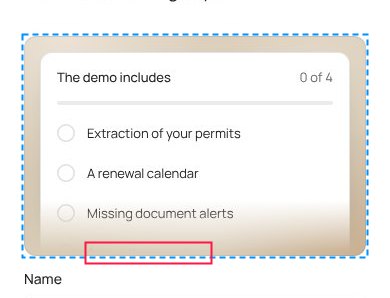 The demo includes
0 of 4
Extraction of your permits
A renewal calendar
Missing document alerts
Name